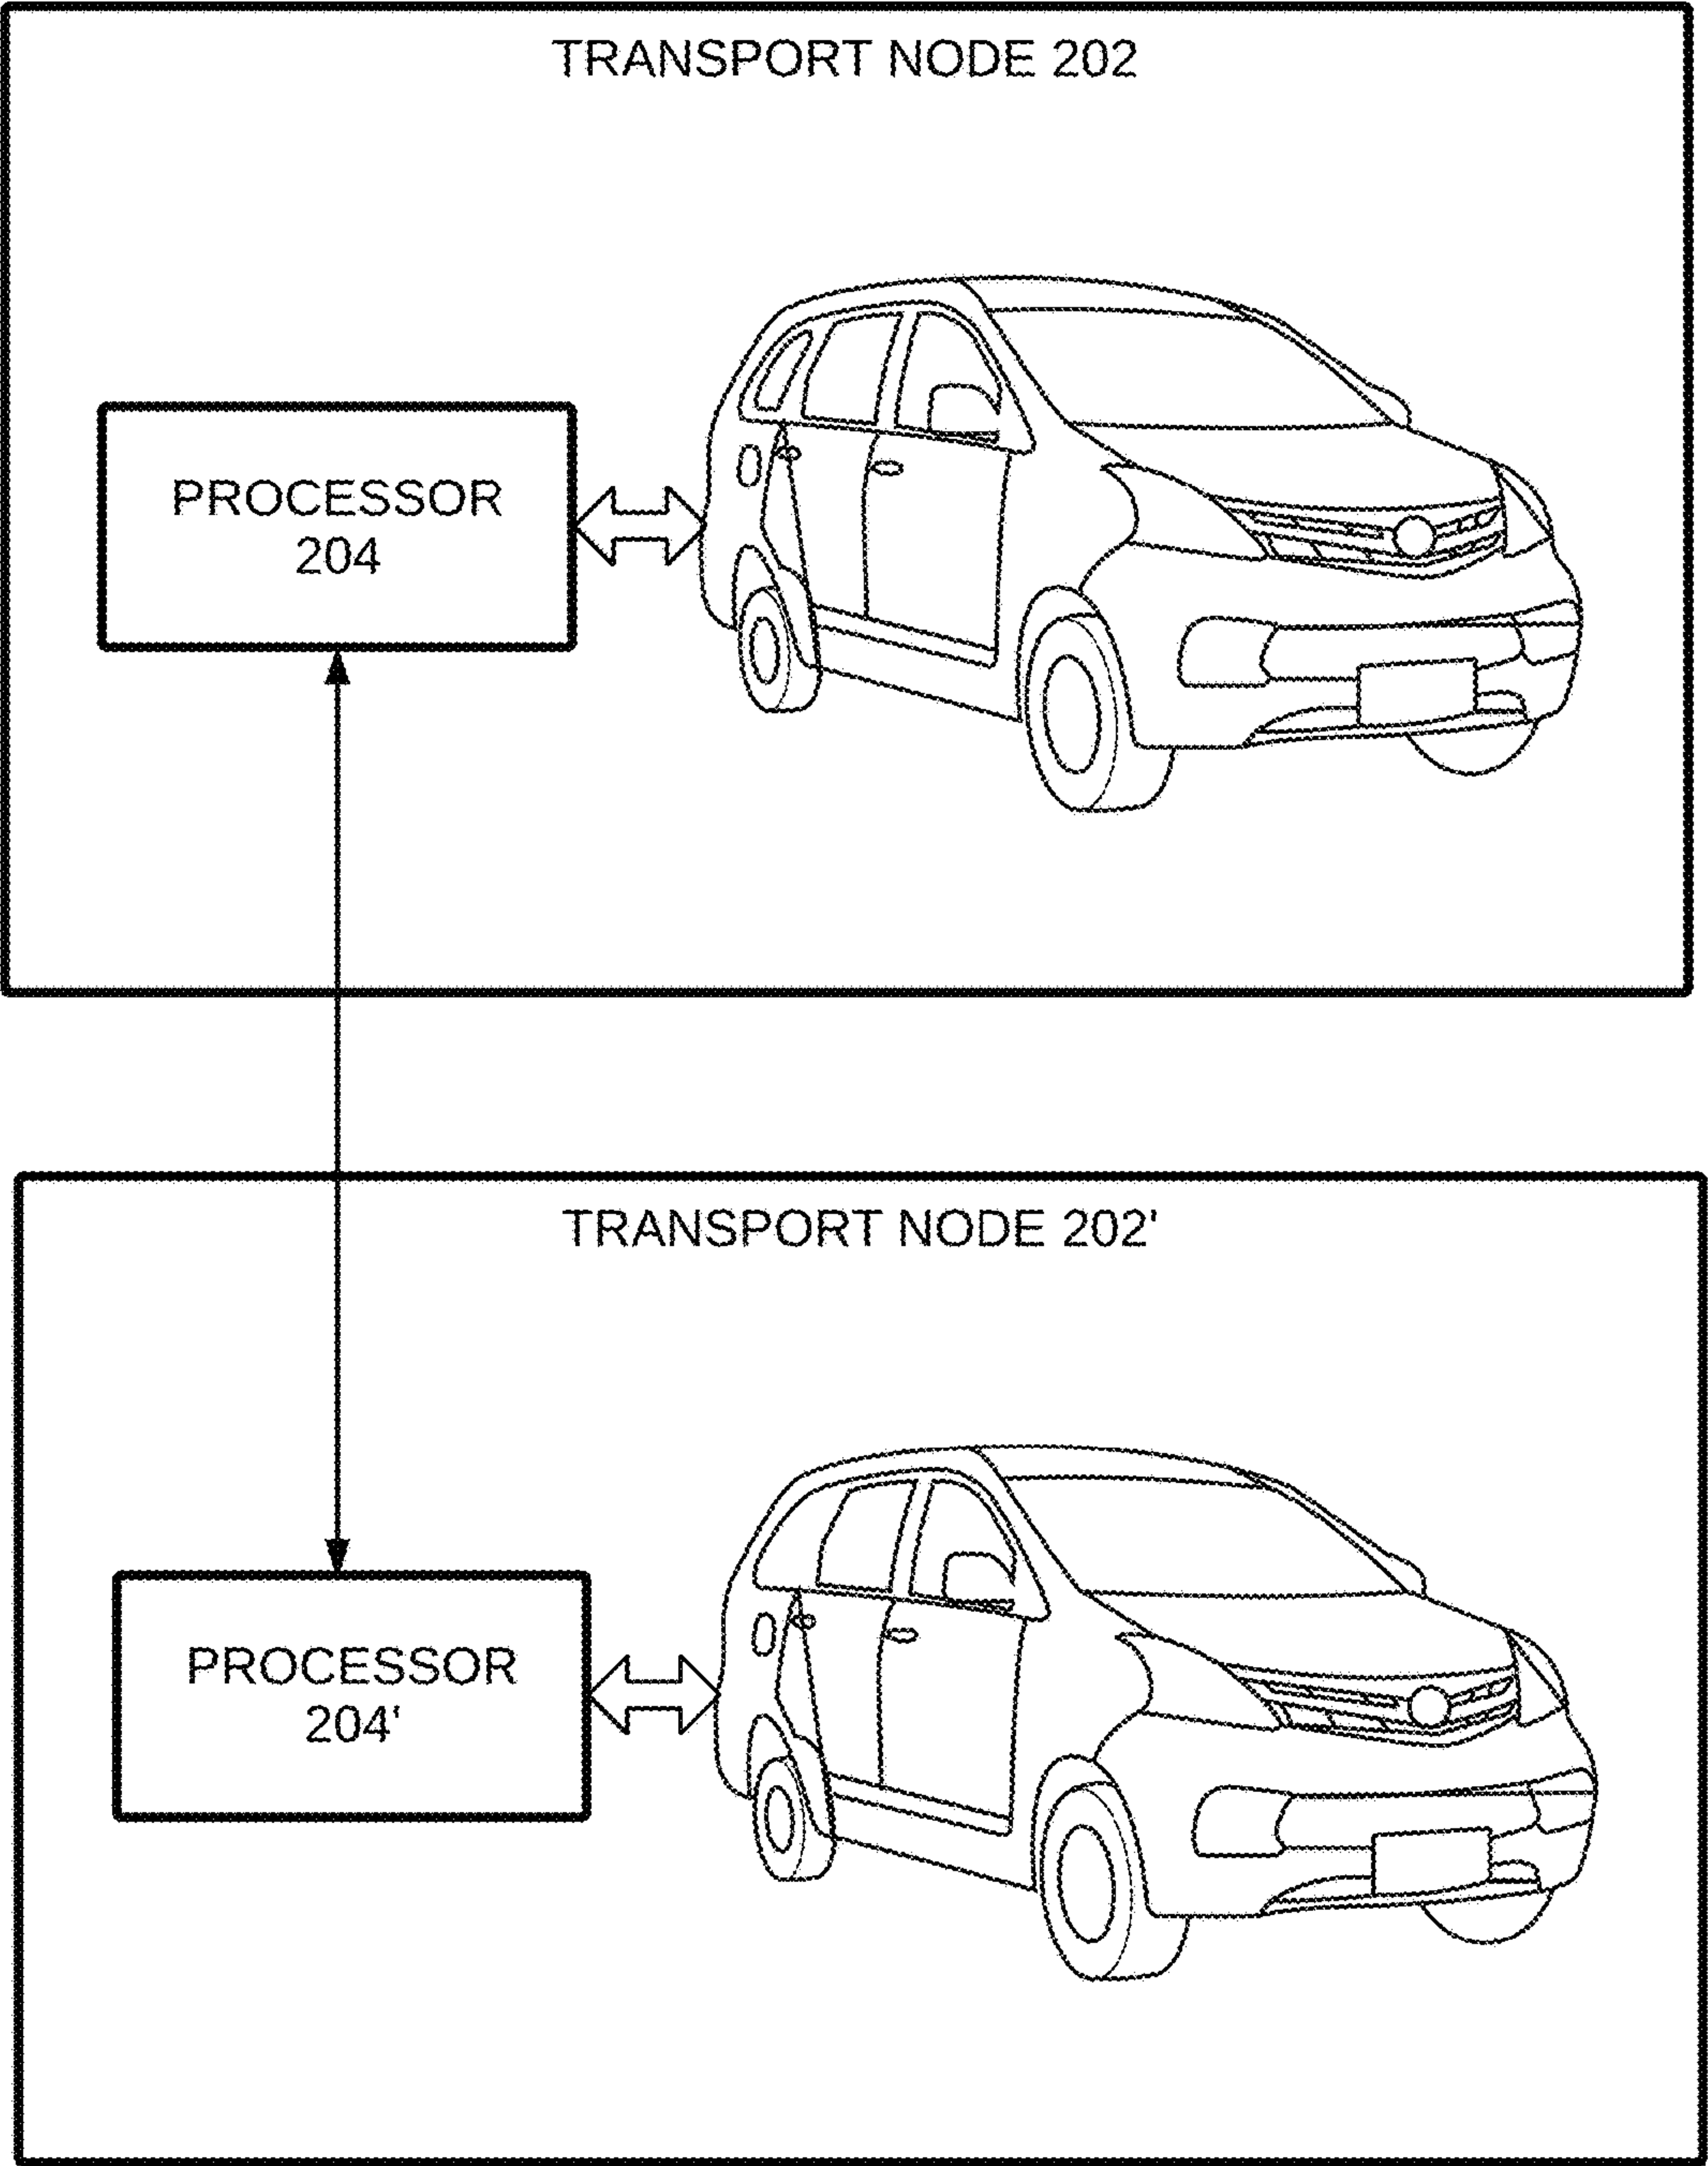 TRANSPORT NODE 202
PROCESSOR
204
TRANSPORT NODE 202'
PROCESSOR
204'